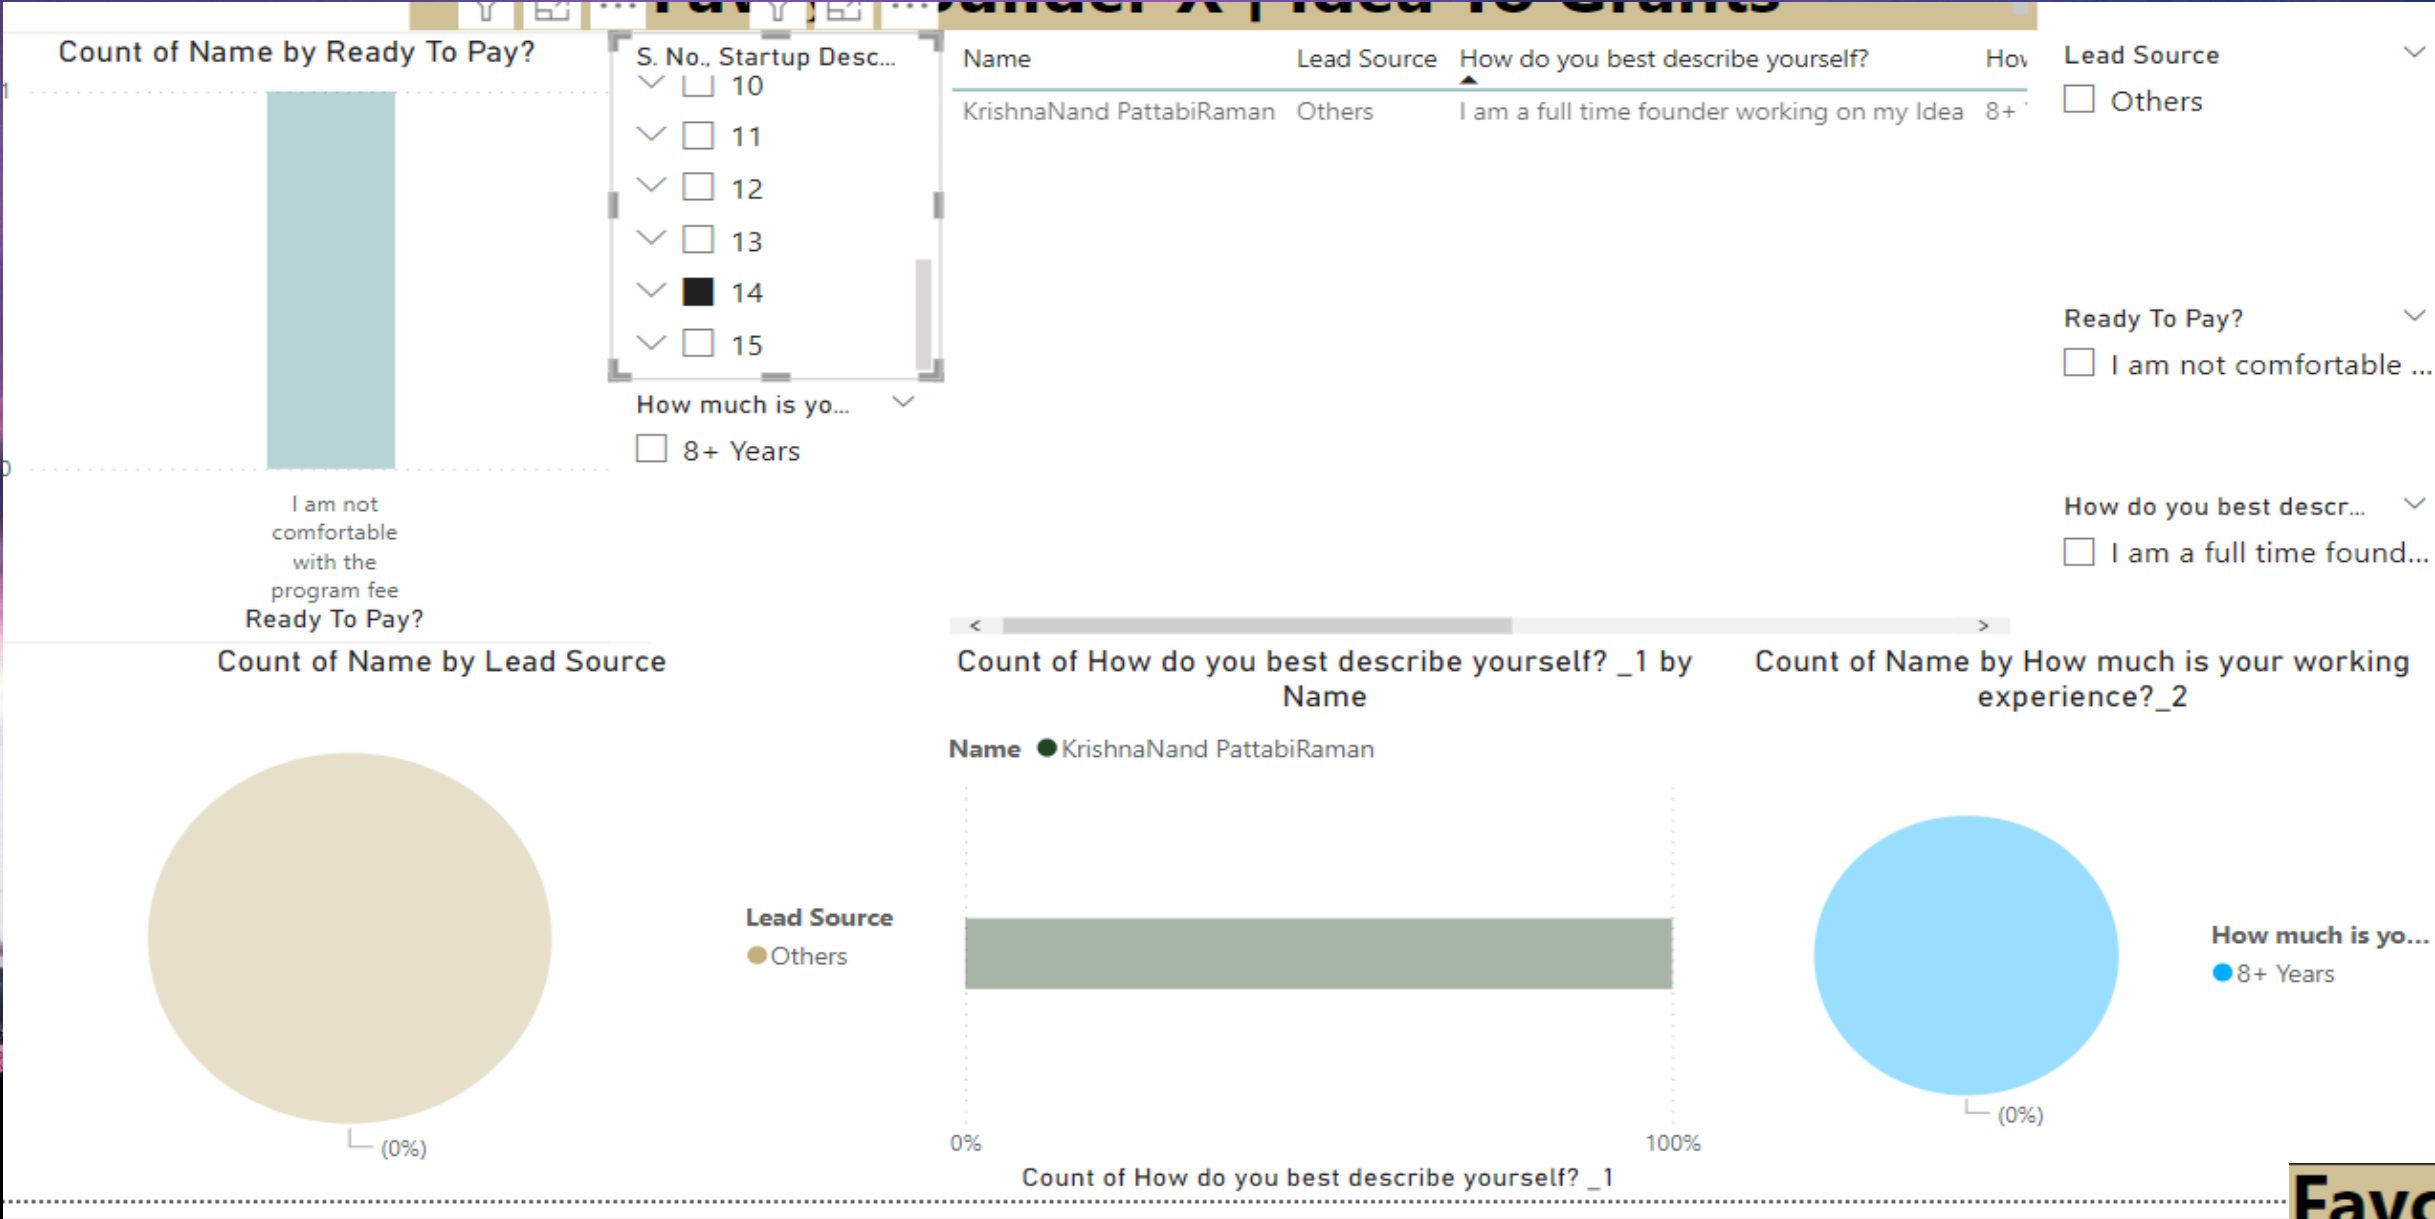 Idea To Grants
Count of Name by Ready To Pay?
1
0
I am not
comfortable
with the
program fee
Ready To Pay?
S. No., Startup Desc...
10
11
12
13
14
15
How much is yo...
8+ Years
Name Lead Source How do you best describe yourself?
KrishnaNand PattabiRaman Others I am a full time founder working on my Idea 8+
Lead Source
Others
Ready To Pay?
I am not comfortable ...
How do you best descr...
I am a full time found...
Count of Name by Lead Source
Lead Source
Others
(0%)
Count of How do you best describe yourself? _1 by
Name
Name KrishnaNand PattabiRaman
0% 100%
Count of How do you best describe yourself? _1
Count of Name by How much is your working
experience?_2
How much is yo...
8+ Years
(0%)